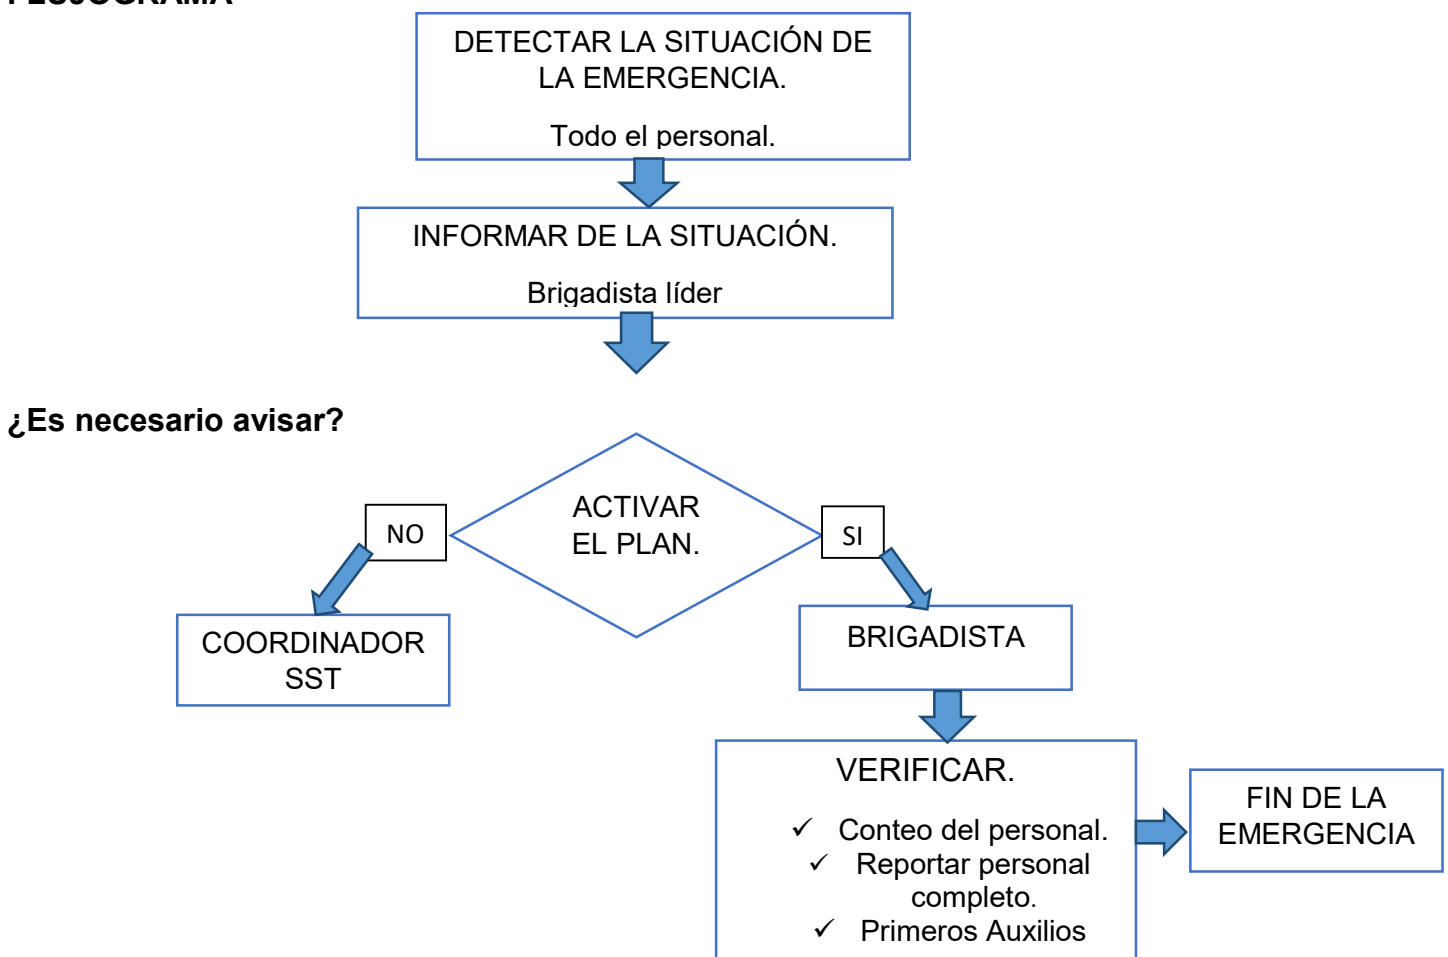 DETECTAR LA SITUACIÓN DE
LA EMERGENCIA.
Todo el personal.
INFORMAR DE LA SITUACIÓN.
Brigadista líder
¿Es necesario avisar?
ACTIVAR
EL PLAN.
NO
SI
COORDINADOR
SST
BRIGADISTA
VERIFICAR.
✓ Conteo del personal.
✓ Reportar personal
completo.
✓ Primeros Auxilios
FIN DE LA
EMERGENCIA